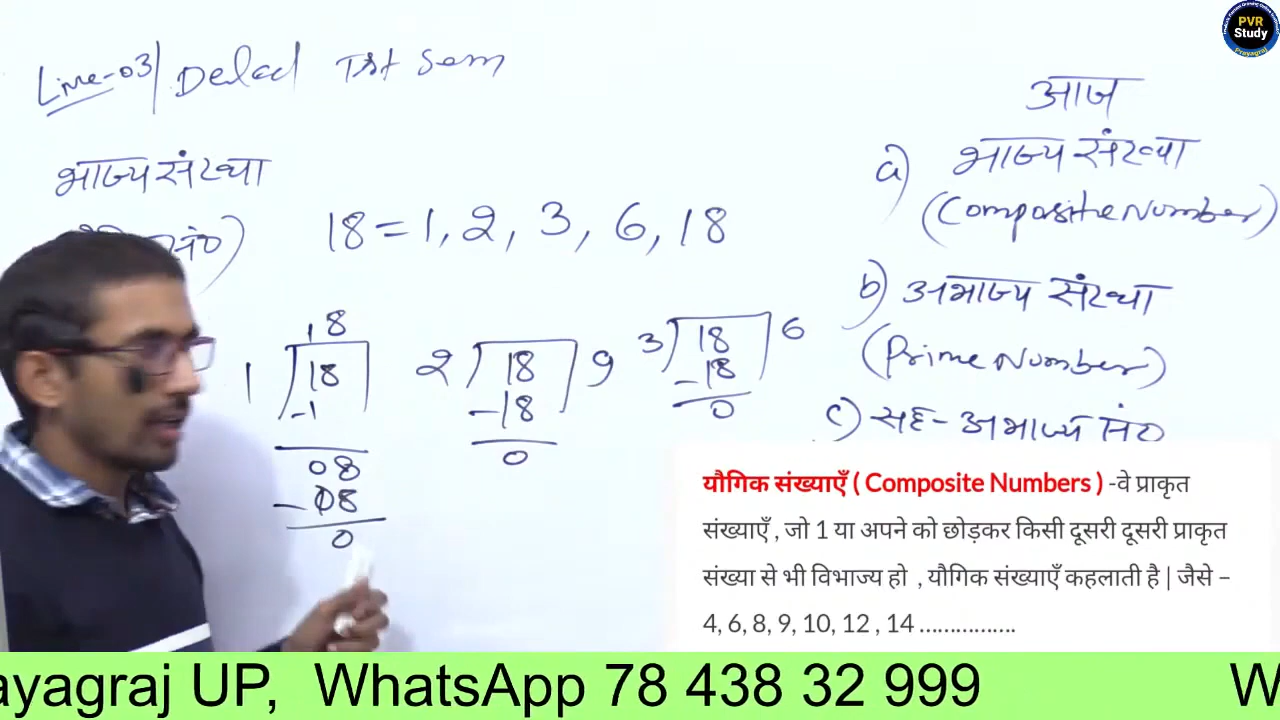 Live-03/ Deled Ist Sem
भाज्य संख्या
सं०)
18 = 1, 2, 3, 6, 18
18
1 18
-1
08
-08
0
2 18 9
-18
0
3 18 6
-18
0
आज
a) भाज्य संख्या
(Composite Number)
b) अभाज्य संख्या
(Prime Number)
c) सह-अभाज्य सं०
यौगिक संख्याएँ ( Composite Numbers ) -वे प्राकृत
संख्याएँ , जो 1 या अपने को छोड़कर किसी दूसरी दूसरी प्राकृत
संख्या से भी विभाज्य हो , यौगिक संख्याएँ कहलाती है | जैसे –
4, 6, 8, 9, 10, 12 , 14 ................
PVR
Study
Prayagraj
ayagraj UP, WhatsApp 78 438 32 999 W